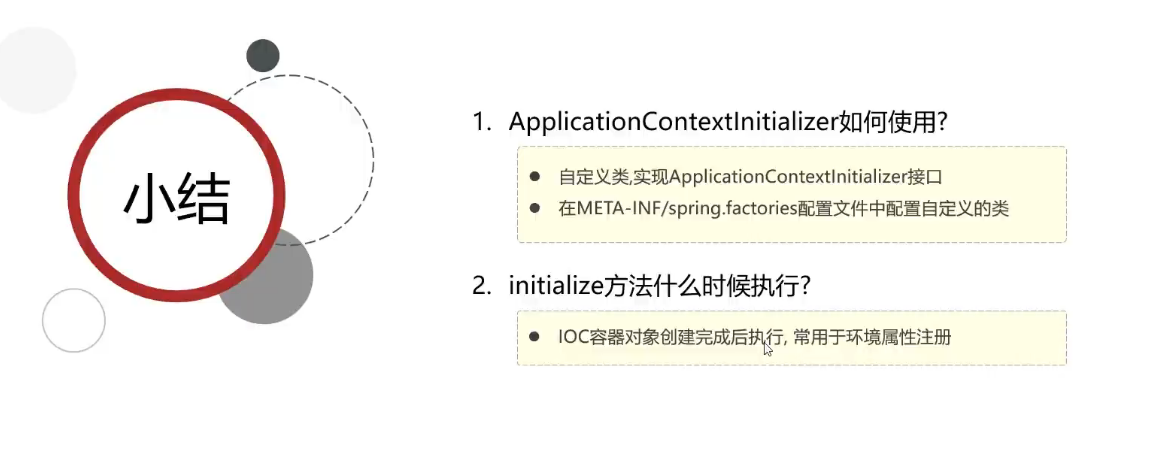 小结
1. ApplicationContextInitializer如何使用?
● 自定义类,实现ApplicationContextInitializer接口
● 在META-INF/spring.factories配置文件中配置自定义的类
2. initialize方法什么时候执行?
● IOC容器对象创建完成后执行, 常用于环境属性注册